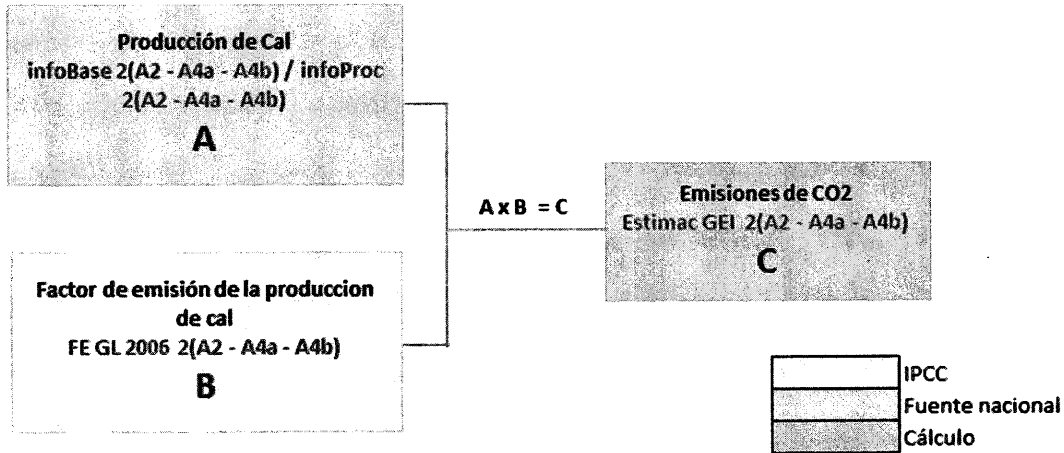 Producción de Cal
infoBase 2(A2 - A4a - A4b) / infoProc
2(A2 - A4a - A4b)
A
A x B = C
Emisiones de CO2
Estimac GEI 2(A2 - A4a - A4b)
C
Factor de emisión de la produccion
de cal
FE GL 2006 2(A2 - A4a - A4b)
B
IPCC
Fuente nacional
Cálculo